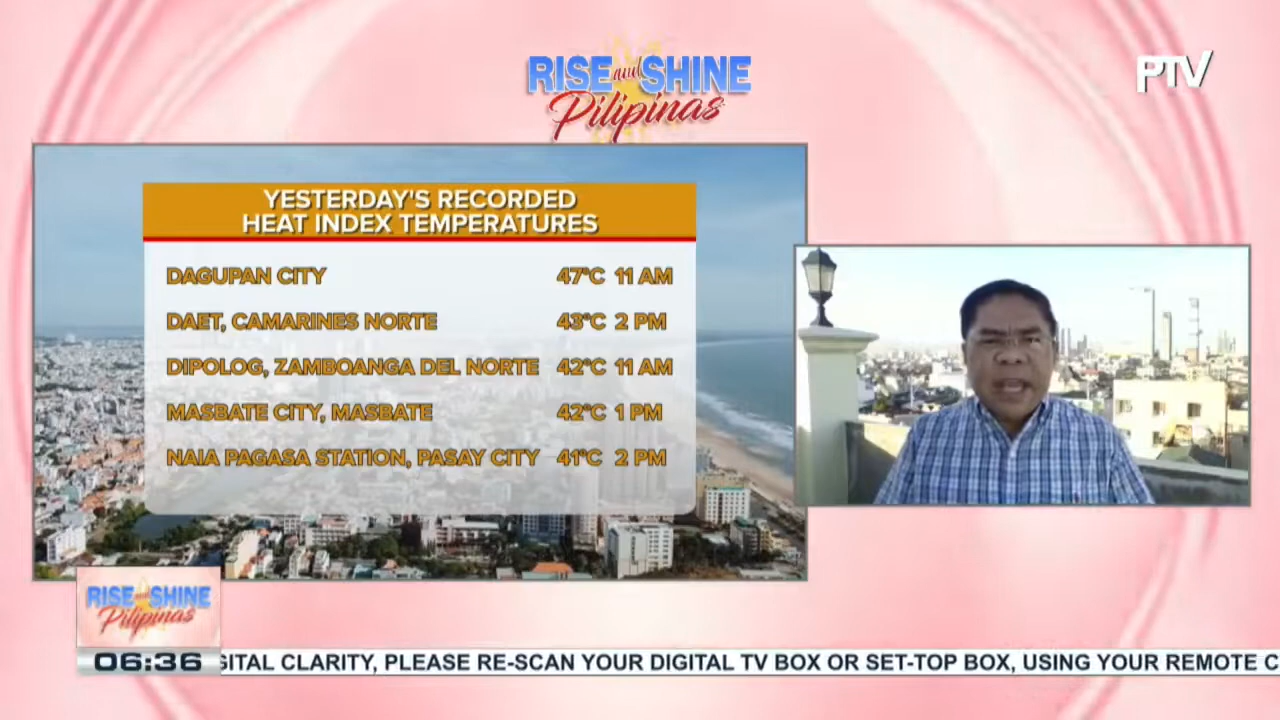 RISE and SHINE
Pilipinas
PTV
YESTERDAY'S RECORDED
HEAT INDEX TEMPERATURES
DAGUPAN CITY 47°C 11 AM
DAET, CAMARINES NORTE 43°C 2 PM
DIPOLOG, ZAMBOANGA DEL NORTE 42°C 11 AM
MASBATE CITY, MASBATE 42°C 1 PM
NAIA PAGASA STATION, PASAY CITY 41°C 2 PM
RISE and SHINE
Pilipinas
06:36
GITAL CLARITY, PLEASE RE-SCAN YOUR DIGITAL TV BOX OR SET-TOP BOX, USING YOUR REMOTE C